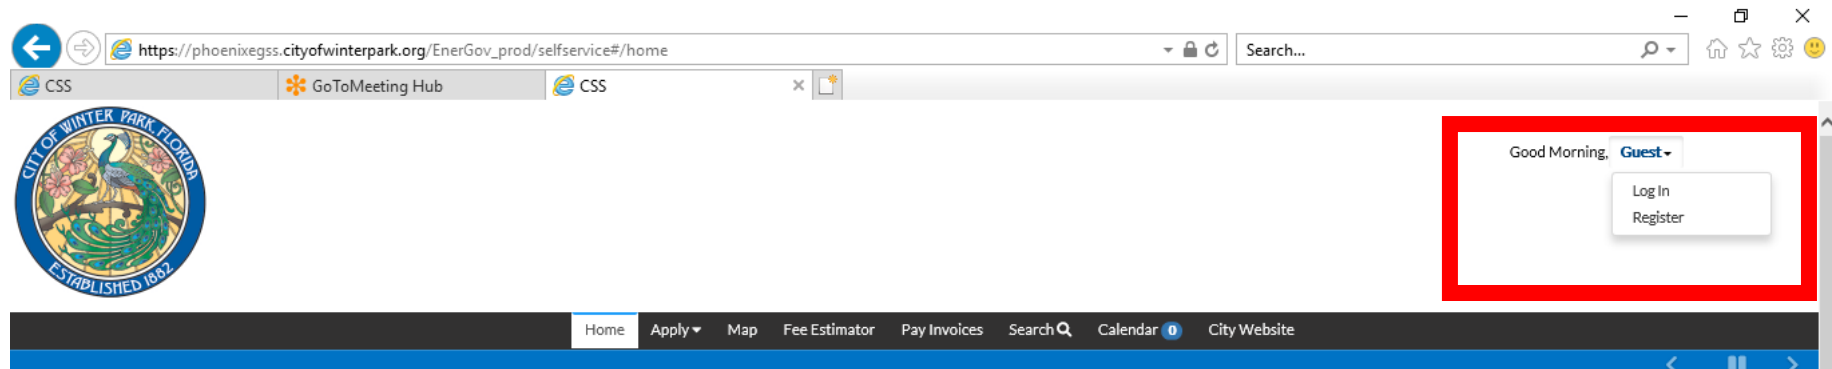 https://phoenixegss.cityofwinterpark.org/EnerGov_prod/selfservice#/home
Search...
CSS
GoToMeeting Hub
CSS
CITY OF WINTER PARK, FLORIDA
ESTABLISHED 1882
Good Morning, Guest
Log In
Register
Home Apply Map Fee Estimator Pay Invoices Search Calendar 0 City Website